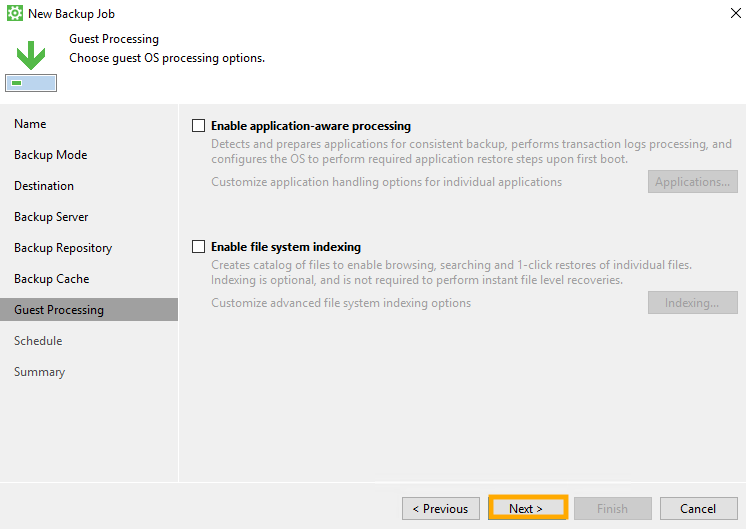 New Backup Job
Guest Processing
Choose guest OS processing options.
Name
Backup Mode
Destination
Backup Server
Backup Repository
Backup Cache
Guest Processing
Schedule
Summary
Enable application-aware processing
Detects and prepares applications for consistent backup, performs transaction logs processing, and
configures the OS to perform required application restore steps upon first boot.
Customize application handling options for individual applications
Applications...
Enable file system indexing
Creates catalog of files to enable browsing, searching and 1-click restores of individual files.
Indexing is optional, and is not required to perform instant file level recoveries.
Customize advanced file system indexing options
Indexing...
< Previous
Next >
Finish
Cancel